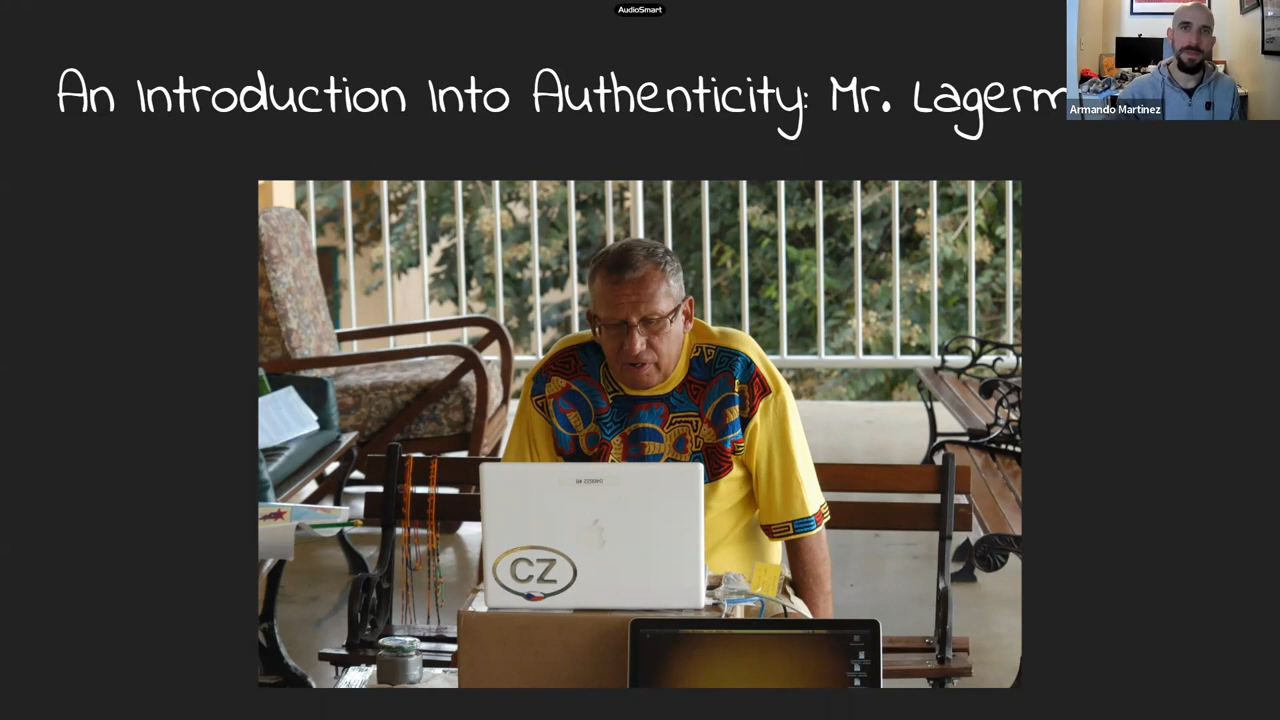 AudioSmart
An Introduction Into Authenticity: Mr. Lagerm
Armando Martinez
CZ